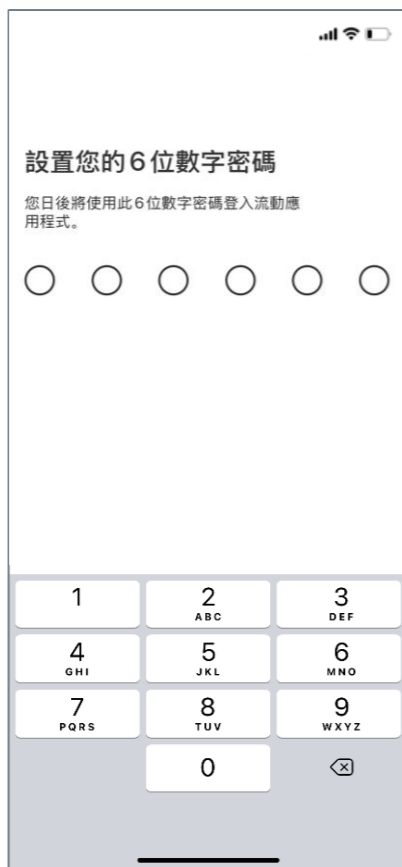 設置您的6位數字密碼
您日後將使用此6位數字密碼登入流動應
用程式。
1
2
ABC
3
DEF
4
GHI
5
JKL
6
MNO
7
PQRS
8
TUV
9
WXYZ
0